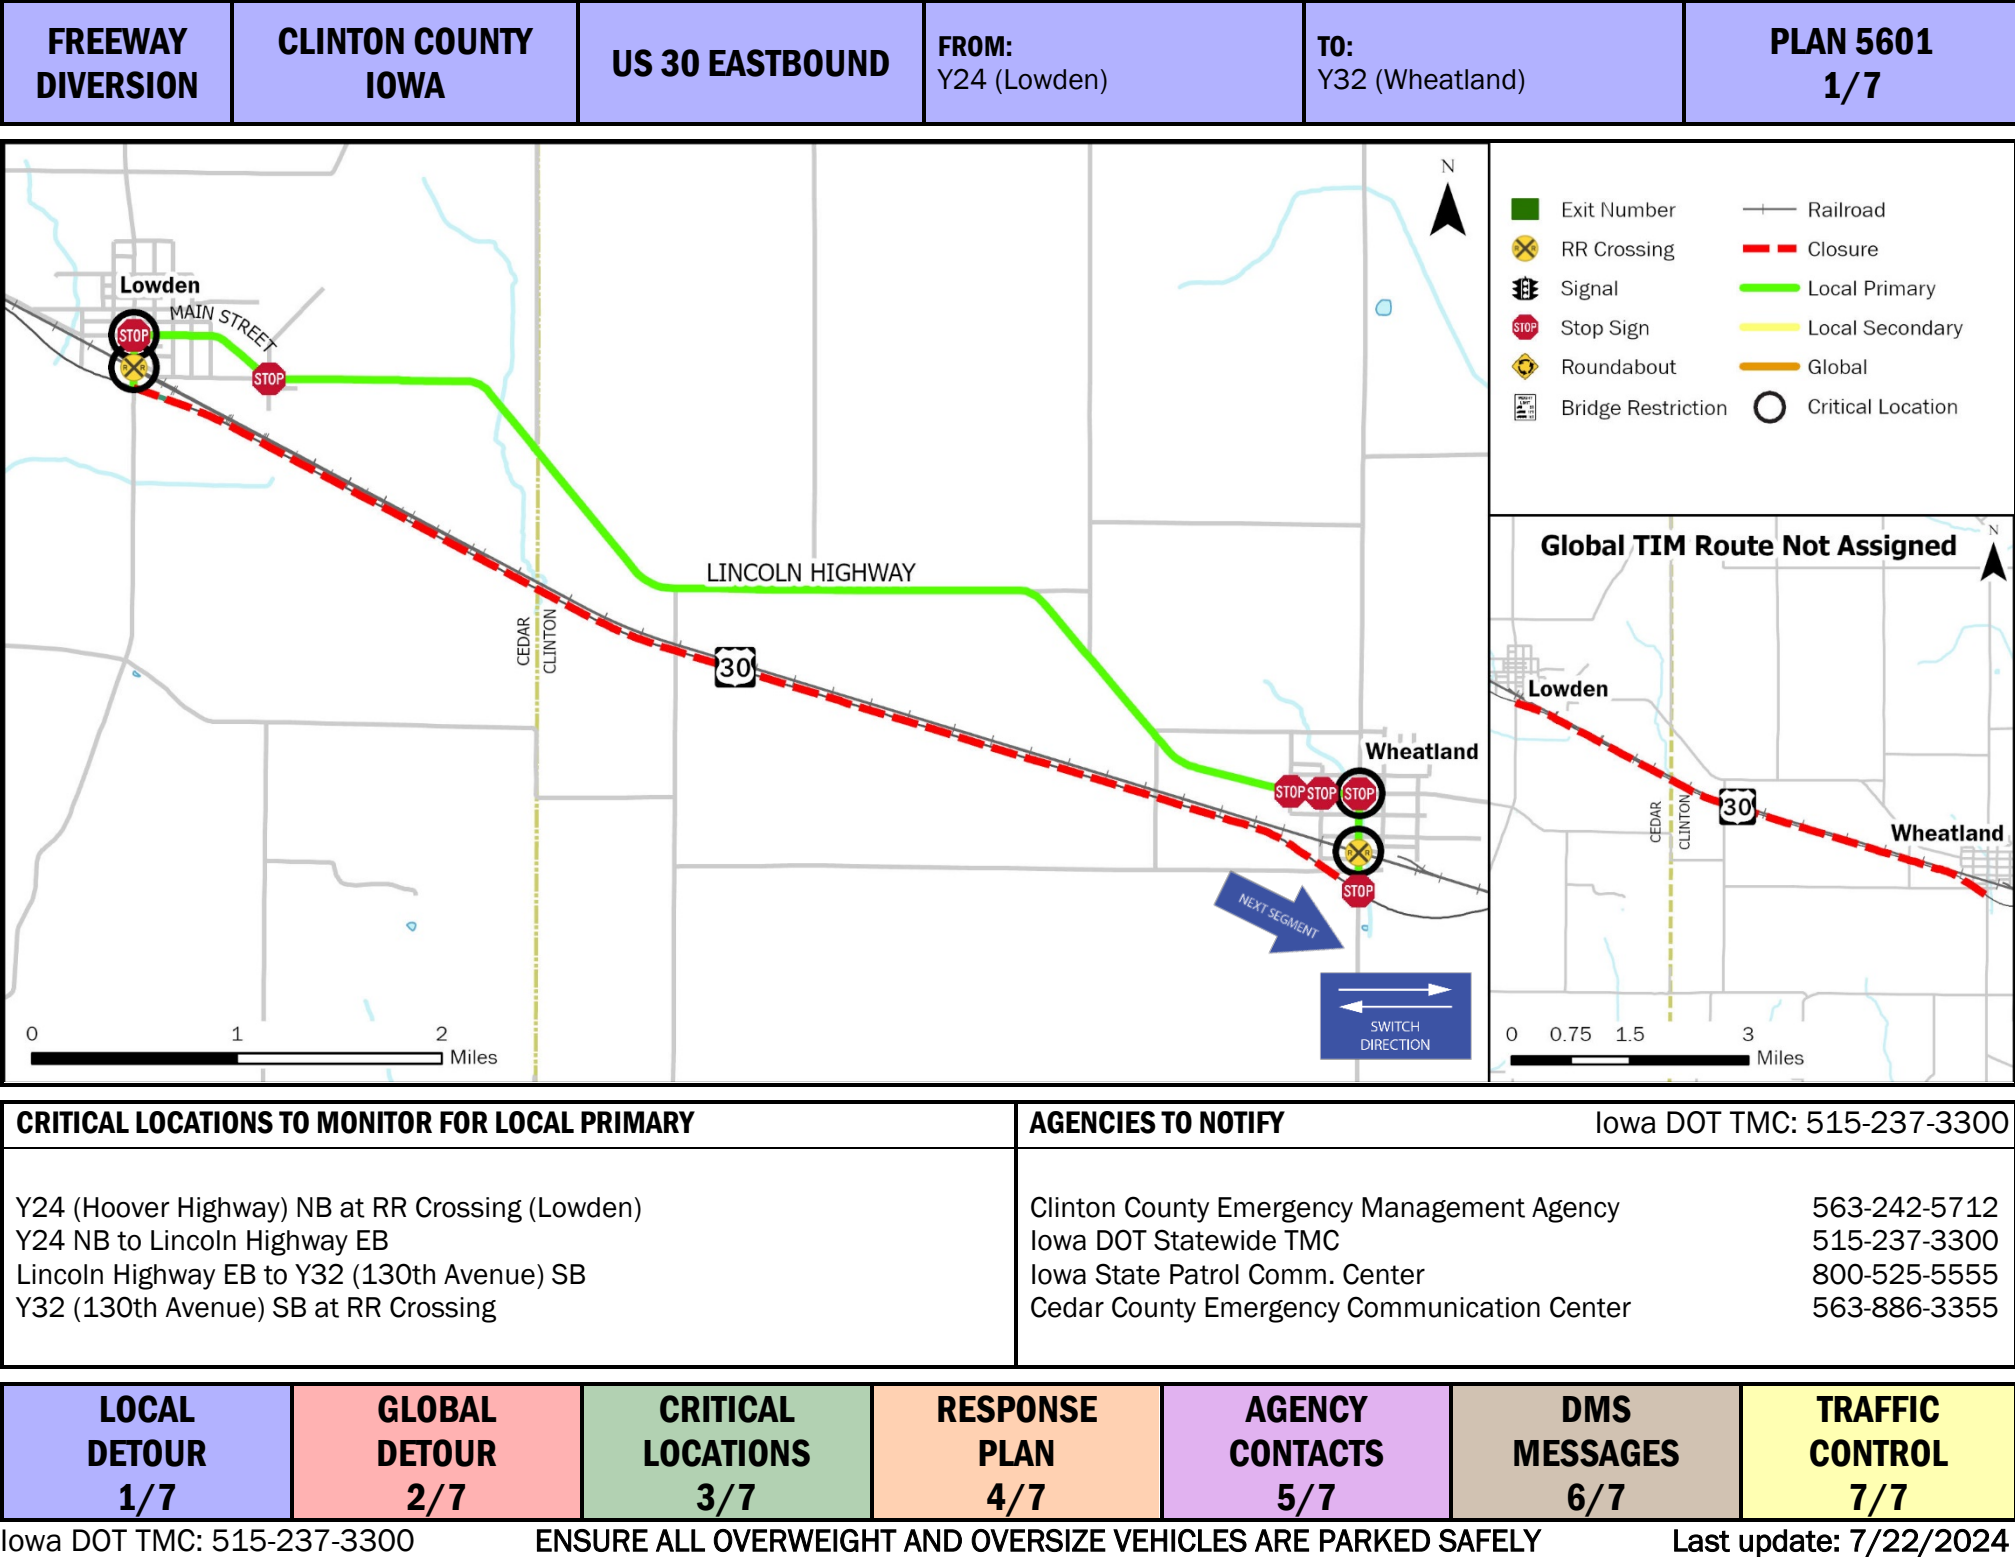 FREEWAY
DIVERSION
CLINTON COUNTY
IOWA
US 30 EASTBOUND
FROM:
Y24 (Lowden)
TO:
Y32 (Wheatland)
PLAN 5601
1/7
N
Lowden
MAIN STREET
STOP
R R
STOP
LINCOLN HIGHWAY
CEDAR
CLINTON
30
Wheatland
STOP
STOP
STOP
R R
STOP
NEXT SEGMENT
SWITCH
DIRECTION
0 1 2
Miles
Exit Number
RR Crossing
Signal
STOP Stop Sign
Roundabout
Bridge Restriction
Railroad
Closure
Local Primary
Local Secondary
Global
Critical Location
Global TIM Route Not Assigned
N
Lowden
CEDAR
CLINTON
30
Wheatland
0 0.75 1.5 3
Miles
CRITICAL LOCATIONS TO MONITOR FOR LOCAL PRIMARY
Y24 (Hoover Highway) NB at RR Crossing (Lowden)
Y24 NB to Lincoln Highway EB
Lincoln Highway EB to Y32 (130th Avenue) SB
Y32 (130th Avenue) SB at RR Crossing
AGENCIES TO NOTIFY Iowa DOT TMC: 515-237-3300
Clinton County Emergency Management Agency 563-242-5712
Iowa DOT Statewide TMC 515-237-3300
Iowa State Patrol Comm. Center 800-525-5555
Cedar County Emergency Communication Center 563-886-3355
LOCAL
DETOUR
1/7
GLOBAL
DETOUR
2/7
CRITICAL
LOCATIONS
3/7
RESPONSE
PLAN
4/7
AGENCY
CONTACTS
5/7
DMS
MESSAGES
6/7
TRAFFIC
CONTROL
7/7
Iowa DOT TMC: 515-237-3300 ENSURE ALL OVERWEIGHT AND OVERSIZE VEHICLES ARE PARKED SAFELY Last update: 7/22/2024